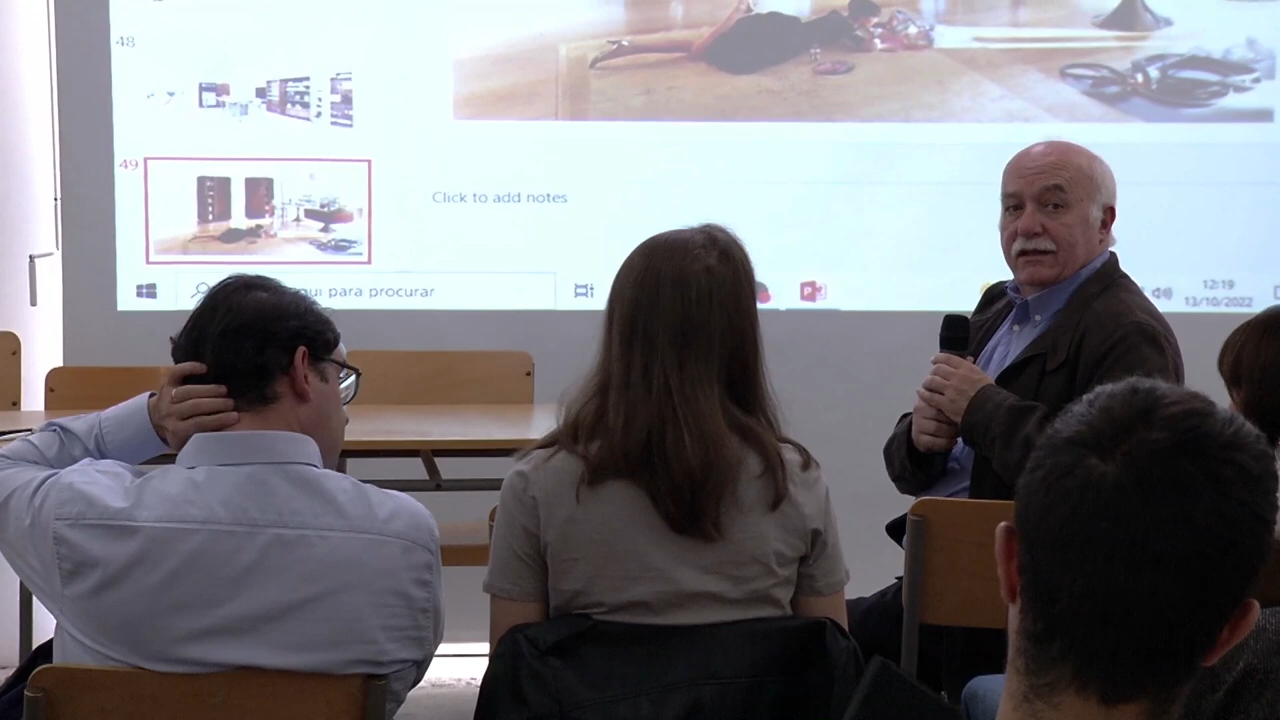 48
49
Click to add notes
qui para procurar
12:19
13/10/2022